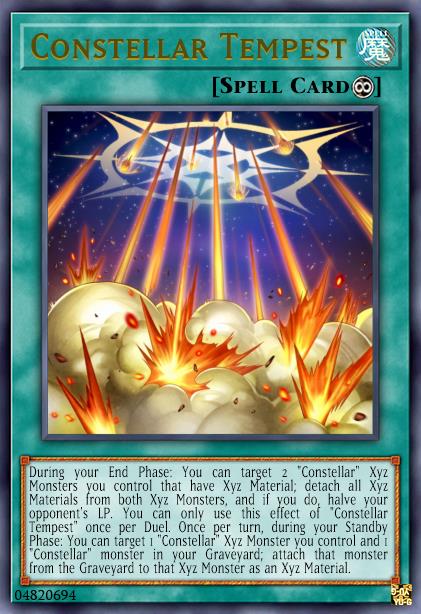 CONSTELLAR TEMPEST
SPELL
魔
[SPELL CARD]
During your End Phase: You can target 2 "Constellar" Xyz
Monsters you control that have Xyz Material; detach all Xyz
Materials from both Xyz Monsters, and if you do, halve your
opponent's LP. You can only use this effect of "Constellar
Tempest" once per Duel. Once per turn, during your Standby
Phase: You can target 1 "Constellar" Xyz Monster you control and 1
"Constellar" monster in your Graveyard; attach that monster
from the Graveyard to that Xyz Monster as an Xyz Material.
04820694